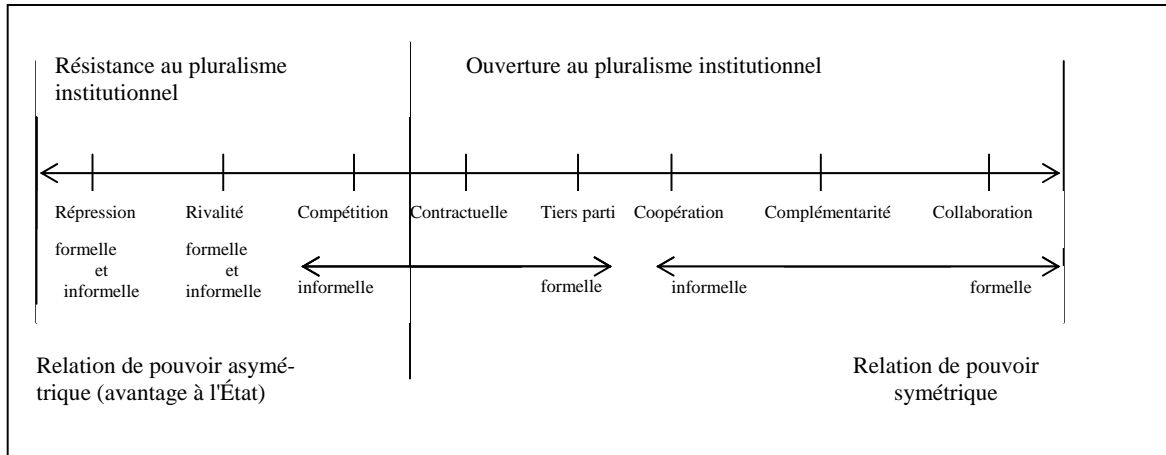 Résistance au pluralisme
institutionnel
Ouverture au pluralisme institutionnel
Répression
Rivalité
Compétition
Contractuelle
Tiers parti
Coopération
Complémentarité
Collaboration
formelle
et
informelle
formelle
et
informelle
informelle
formelle
informelle
formelle
Relation de pouvoir asymé-
trique (avantage à l'État)
Relation de pouvoir
symétrique